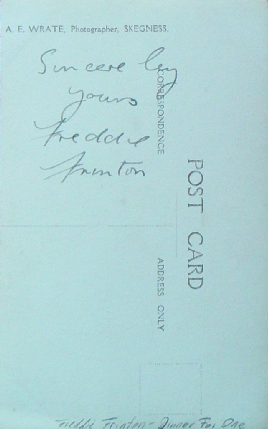 A. E. WRATE, Photographer, SKEGNESS.
Sincerely
yours
Freddie
Frinton
CORRESPONDENCE
POST CARD
ADDRESS ONLY
Freddie Frinton - Dinner For One